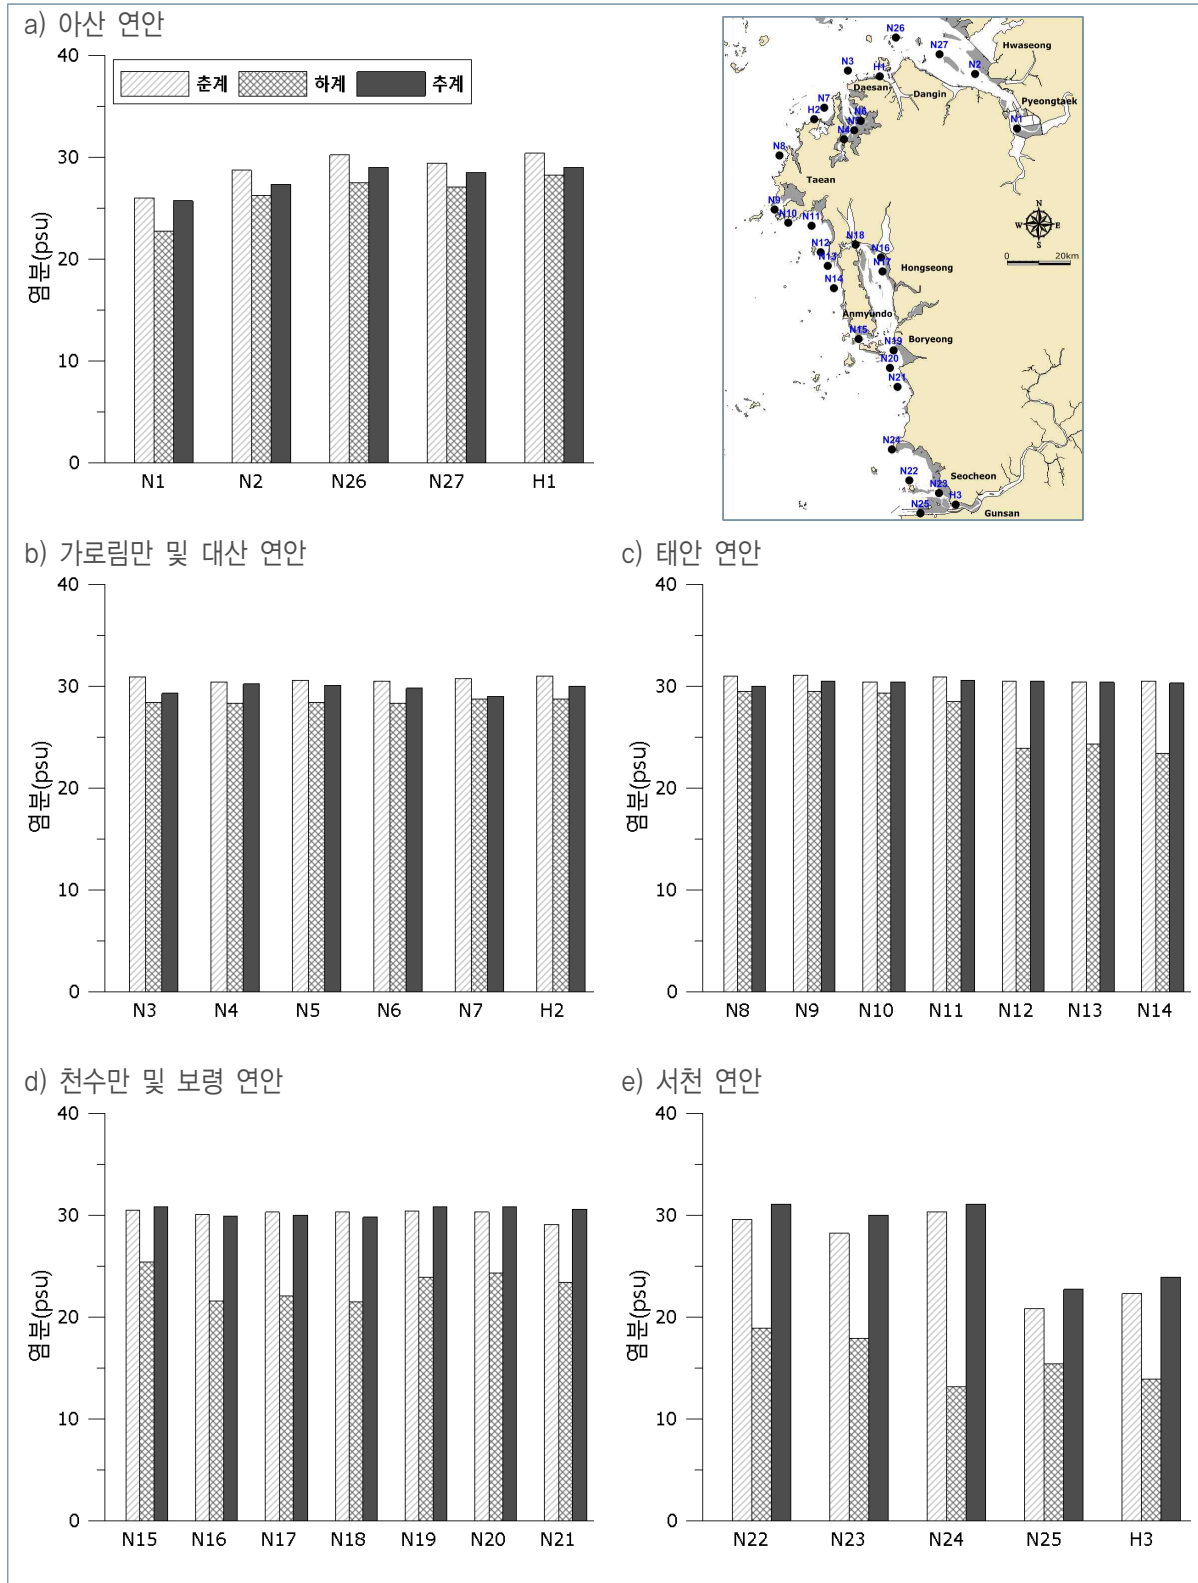 a) 아산 연안
40
30
20
10
0
염분(psu)
춘계 하계 추계
N1 N2 N26 N27 H1
N26
N27
Hwaseong
N3
H1
N2
Daesan
Dangin
Pyeongtaek
N7
H2
N6
N5
N4
N1
N8
Taean
N9
N10
N11
N
W E
S
0 20km
N12
N18
N16
N13
N17
Hongseong
N14
Anmyundo
N15
N19
Boryeong
N20
N21
N24
N22
Seocheon
N23
H3
N25
Gunsan
b) 가로림만 및 대산 연안
40
30
20
10
0
염분(psu)
N3 N4 N5 N6 N7 H2
c) 태안 연안
40
30
20
10
0
염분(psu)
N8 N9 N10 N11 N12 N13 N14
d) 천수만 및 보령 연안
40
30
20
10
0
염분(psu)
N15 N16 N17 N18 N19 N20 N21
e) 서천 연안
40
30
20
10
0
염분(psu)
N22 N23 N24 N25 H3